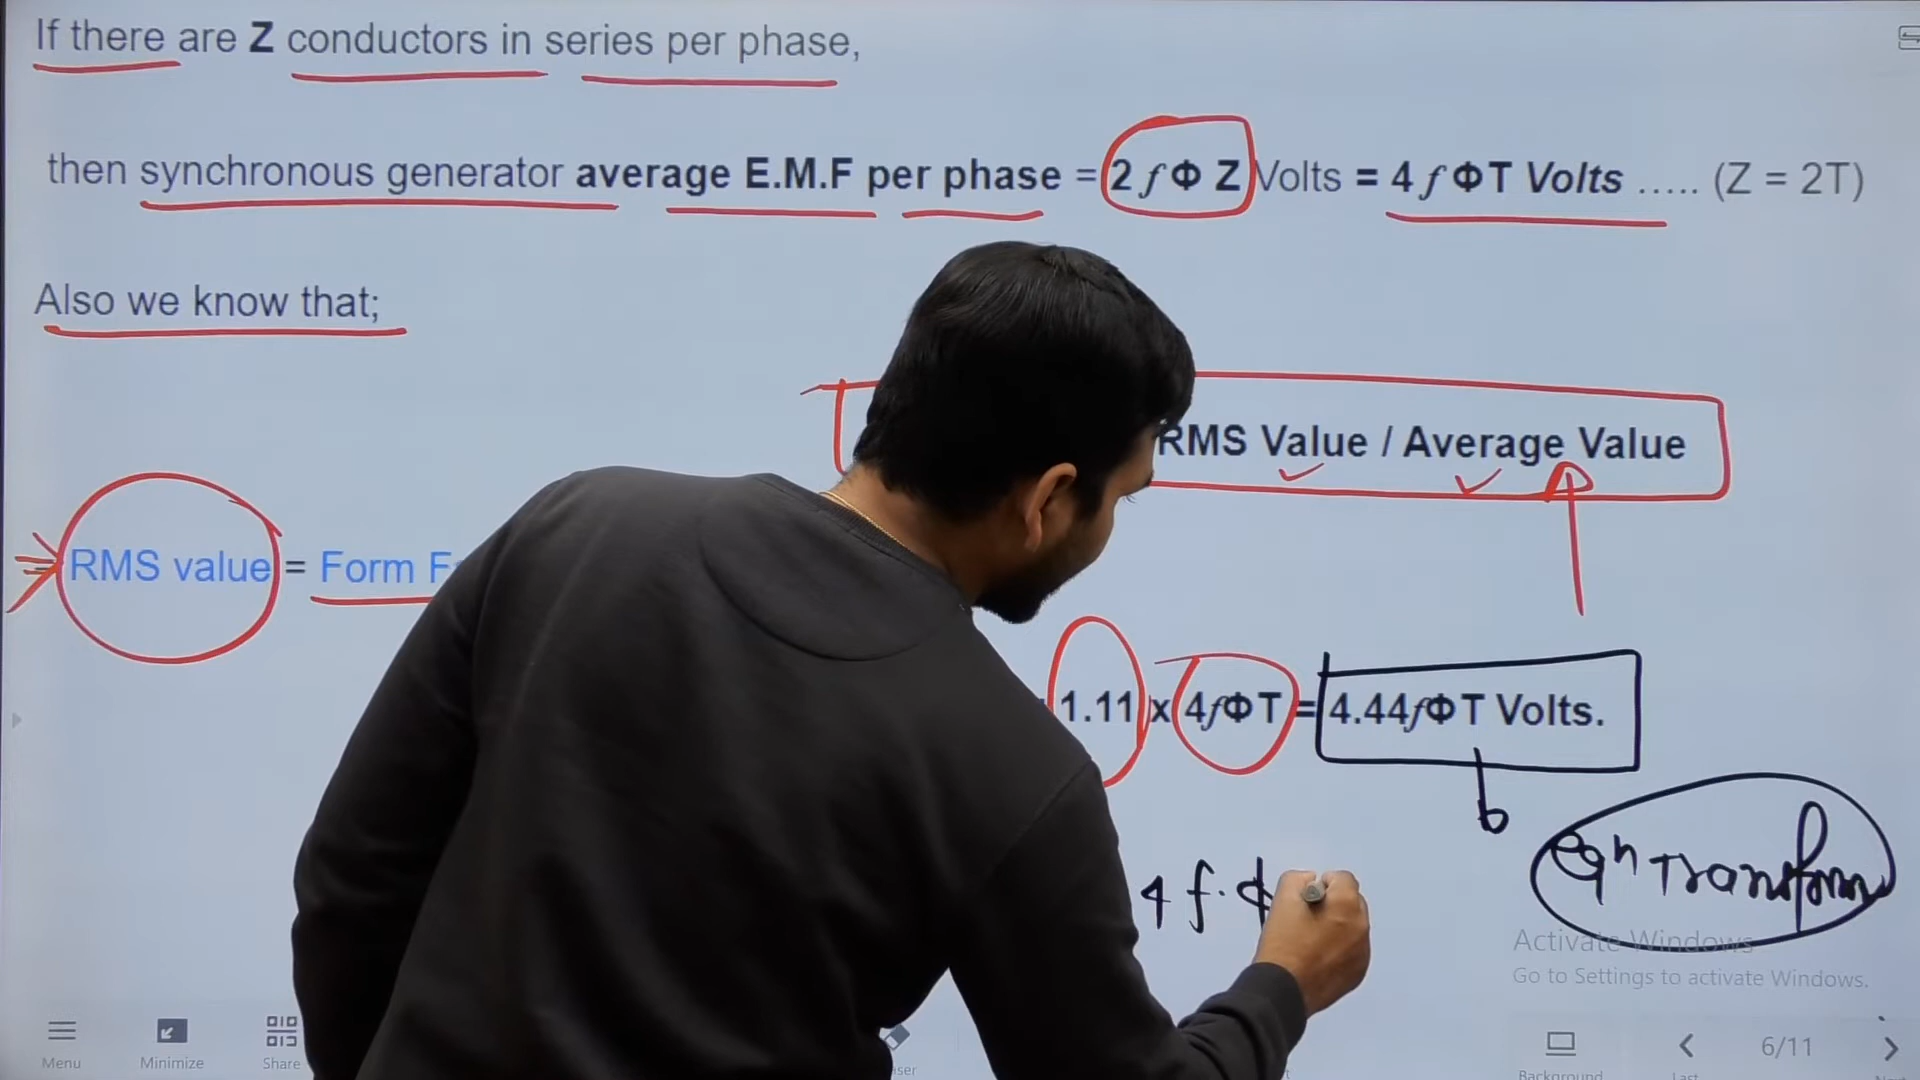 If there are Z conductors in series per phase,
then synchronous generator average E.M.F per phase = 2 f Φ Z Volts = 4 f Φ T Volts ..... (Z = 2T)
Also we know that;
RMS Value / Average Value
RMS value = Form F
1.11 x 4fΦT = 4.44fΦT Volts.
4 f. ϕ
eqn Transform
Activate Windows
Go to Settings to activate Windows.
Menu
Minimize
Share
Background
Last
6/11